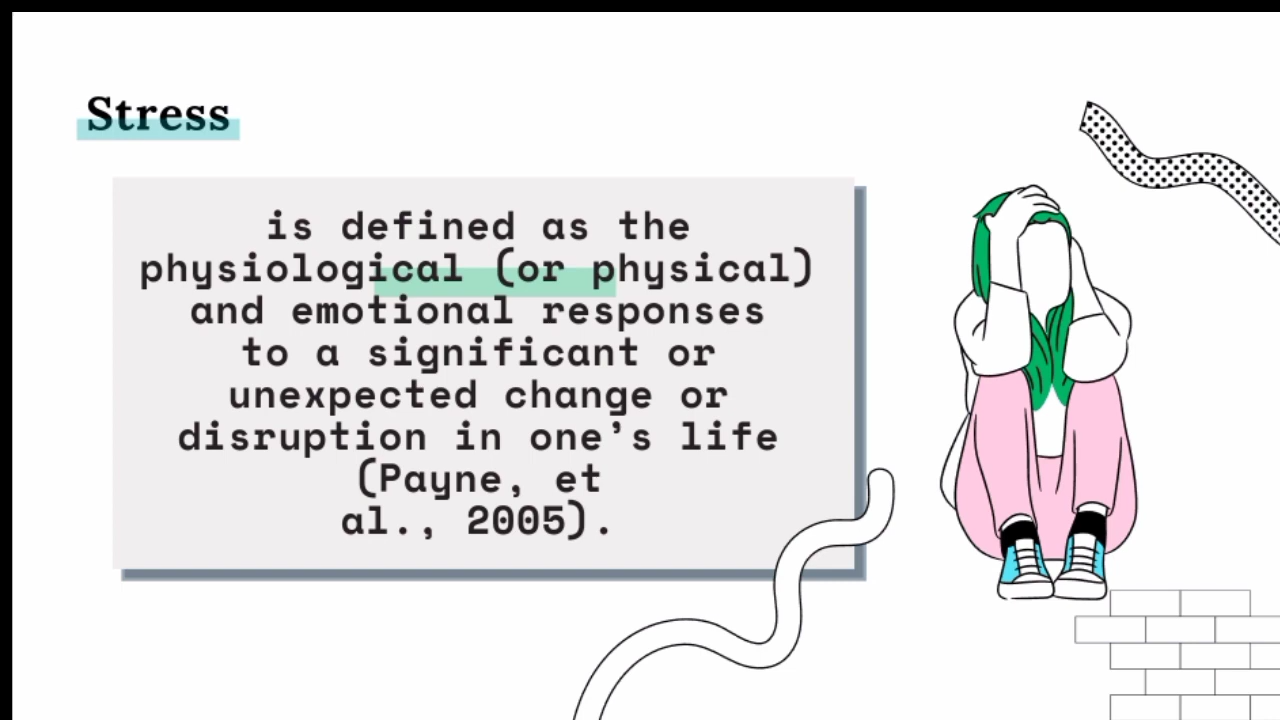 Stress
is defined as the
physiological (or physical)
and emotional responses
to a significant or
unexpected change or
disruption in one’s life
(Payne, et
al., 2005).